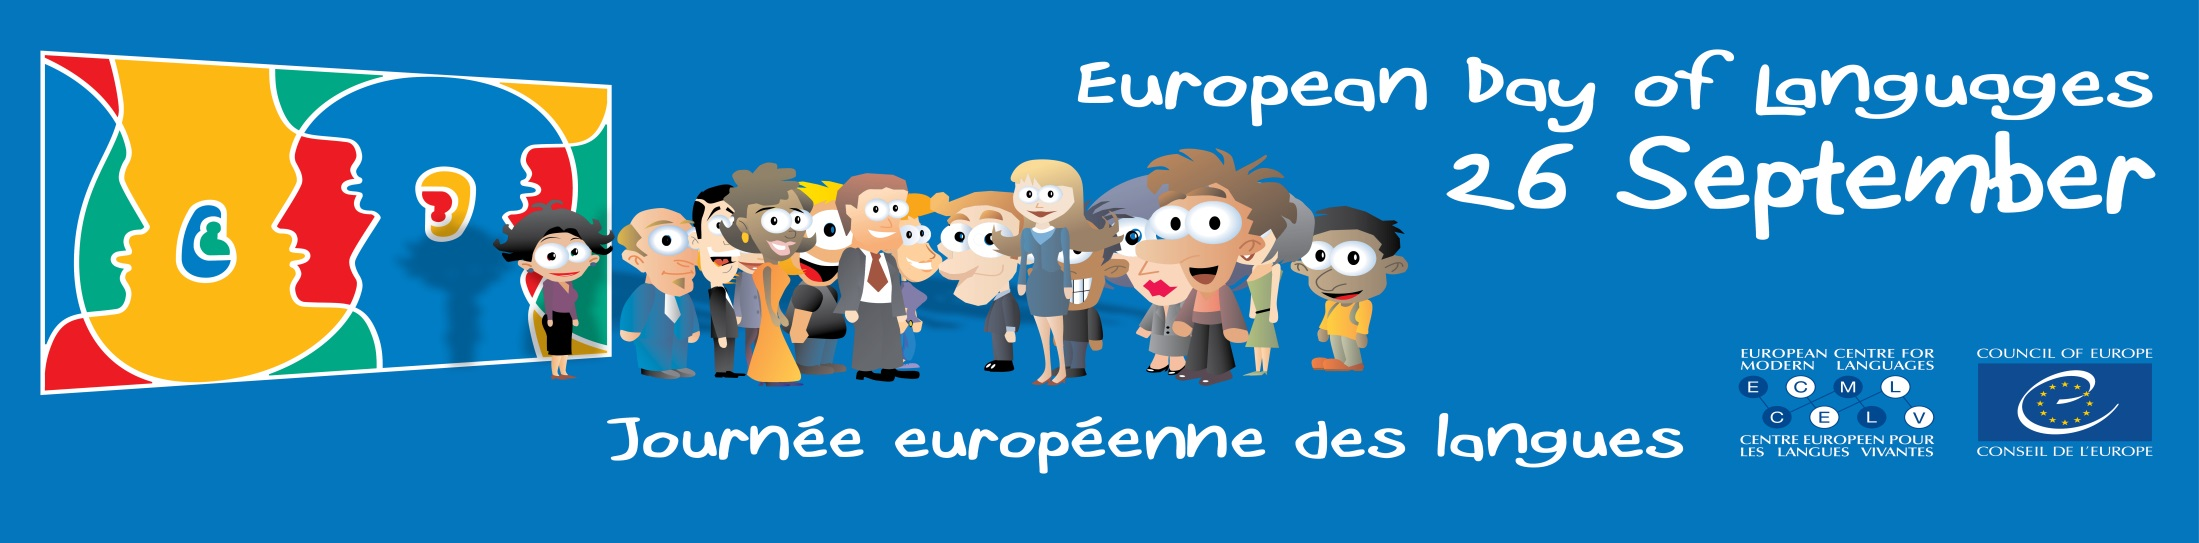 European Day of Languages
26 September
Journée européenne des langues
EUROPEAN CENTRE FOR
MODERN LANGUAGES
E C M L
C E L V
CENTRE EUROPEEN POUR
LES LANGUES VIVANTES
COUNCIL OF EUROPE
CONSEIL DE L'EUROPE